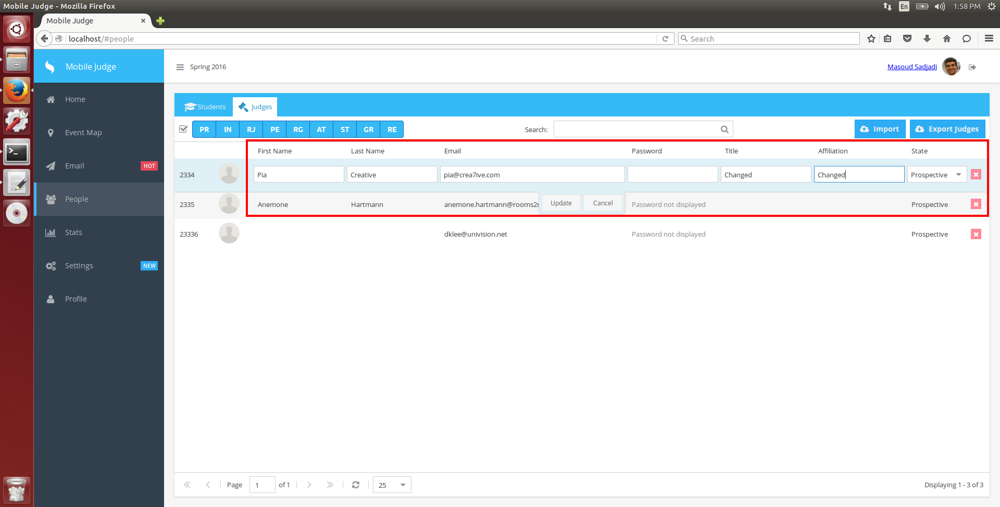 Mobile Judge - Mozilla Firefox
En
1:58 PM
Mobile Judge
localhost/#people
Search
Mobile Judge
Spring 2016
Masoud Sadjadi
Home
Event Map
Email HOT
People
Stats
Settings NEW
Profile
Students Judges
PR IN RJ PE RG AT ST GR RE
Search:
Import
Export Judges
First Name Last Name Email Password Title Affiliation State
2334 Pia Creative pia@crea7ive.com Changed Changed Prospective
2335 Anemone Hartmann anemone.hartmann@rooms2r Password not displayed Prospective
Update Cancel
23336 dklee@univision.net Password not displayed Prospective
Page 1 of 1 25 Displaying 1 - 3 of 3